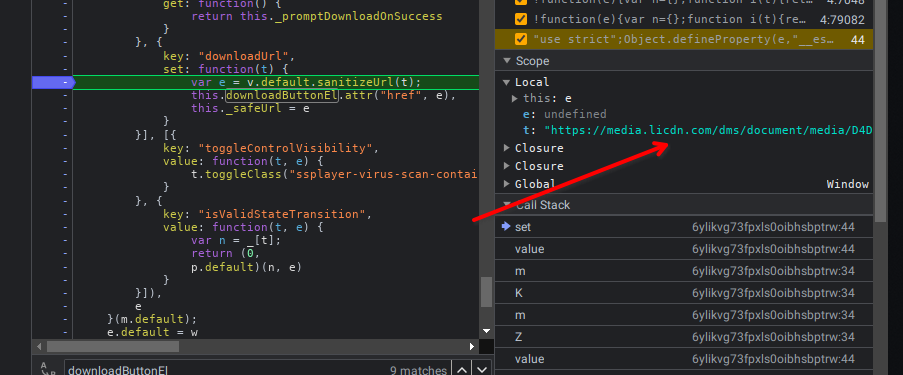 get: function() {
return this._promptDownloadOnSuccess
}
}, {
key: "downloadUrl",
set: function(t) {
var e = v.default.sanitizeUrl(t);
this.downloadButtonEl.attr("href", e),
this._safeUrl = e
}
}], [{
key: "toggleControlVisibility",
value: function(t, e) {
t.toggleClass("ssplayer-virus-scan-contai
}
}, {
key: "isValidStateTransition",
value: function(t, e) {
var n = _[t];
return (0,
p.default)(n, e)
}
}]),
e
}(m.default);
e.default = w
downloadButtonEl
9 matches
!function(e){var n={};function i(t){re... 4:7048
!function(e){var n={};function i(t){re... 4:79082
"use strict";Object.defineProperty(e,"__es... 44
Scope
Local
this: e
e: undefined
t: "https://media.licdn.com/dms/document/media/D4D
Closure
Closure
Global Window
Call Stack
set 6ylikvg73fpxls0oibhsbptrw:44
value 6ylikvg73fpxls0oibhsbptrw:44
m 6ylikvg73fpxls0oibhsbptrw:34
K 6ylikvg73fpxls0oibhsbptrw:34
m 6ylikvg73fpxls0oibhsbptrw:34
Z 6ylikvg73fpxls0oibhsbptrw:34
value 6ylikvg73fpxls0oibhsbptrw:44